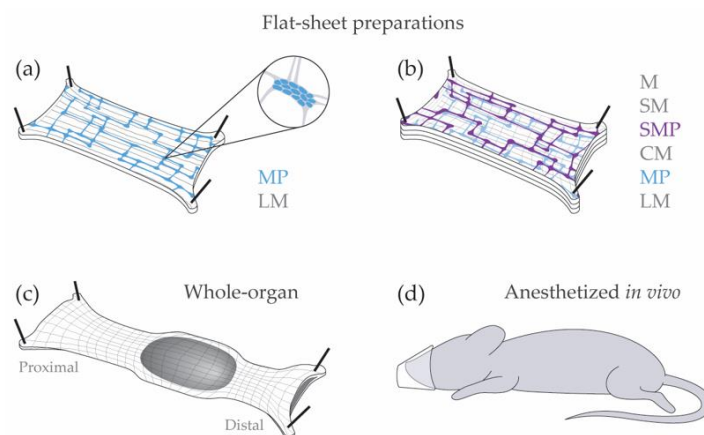 Flat-sheet preparations
(a)
MP
LM
(b)
M
SM
SMP
CM
MP
LM
(c) Whole-organ
Proximal
Distal
(d) Anesthetized in vivo